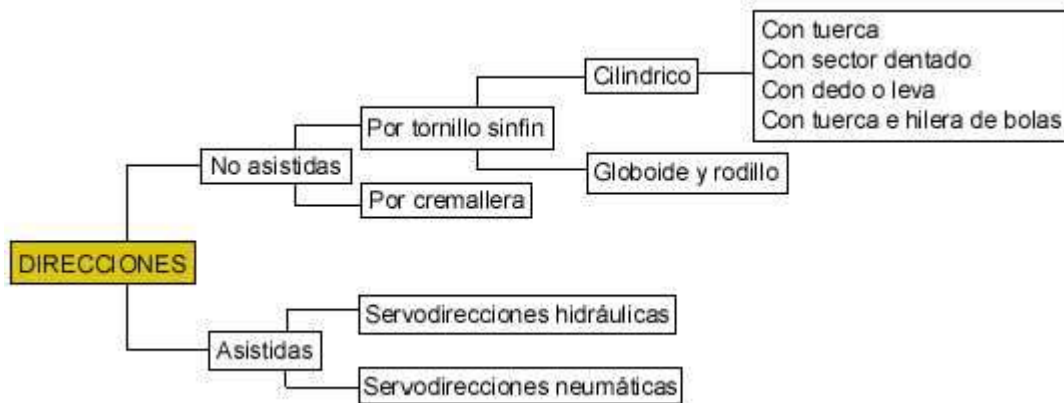 Con tuerca
Con sector dentado
Con dedo o leva
Con tuerca e hilera de bolas
Cilindrico
Por tornillo sinfin
Globoide y rodillo
No asistidas
Por cremallera
DIRECCIONES
Servodirecciones hidráulicas
Asistidas
Servodirecciones neumáticas